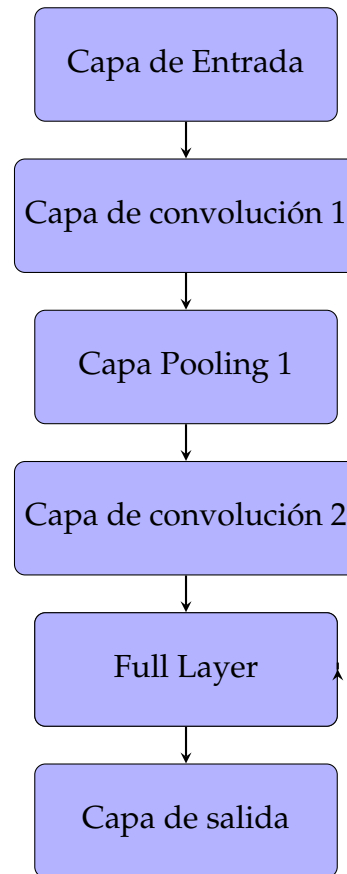 Capa de Entrada
Capa de convolución 1
Capa Pooling 1
Capa de convolución 2
Full Layer
Capa de salida